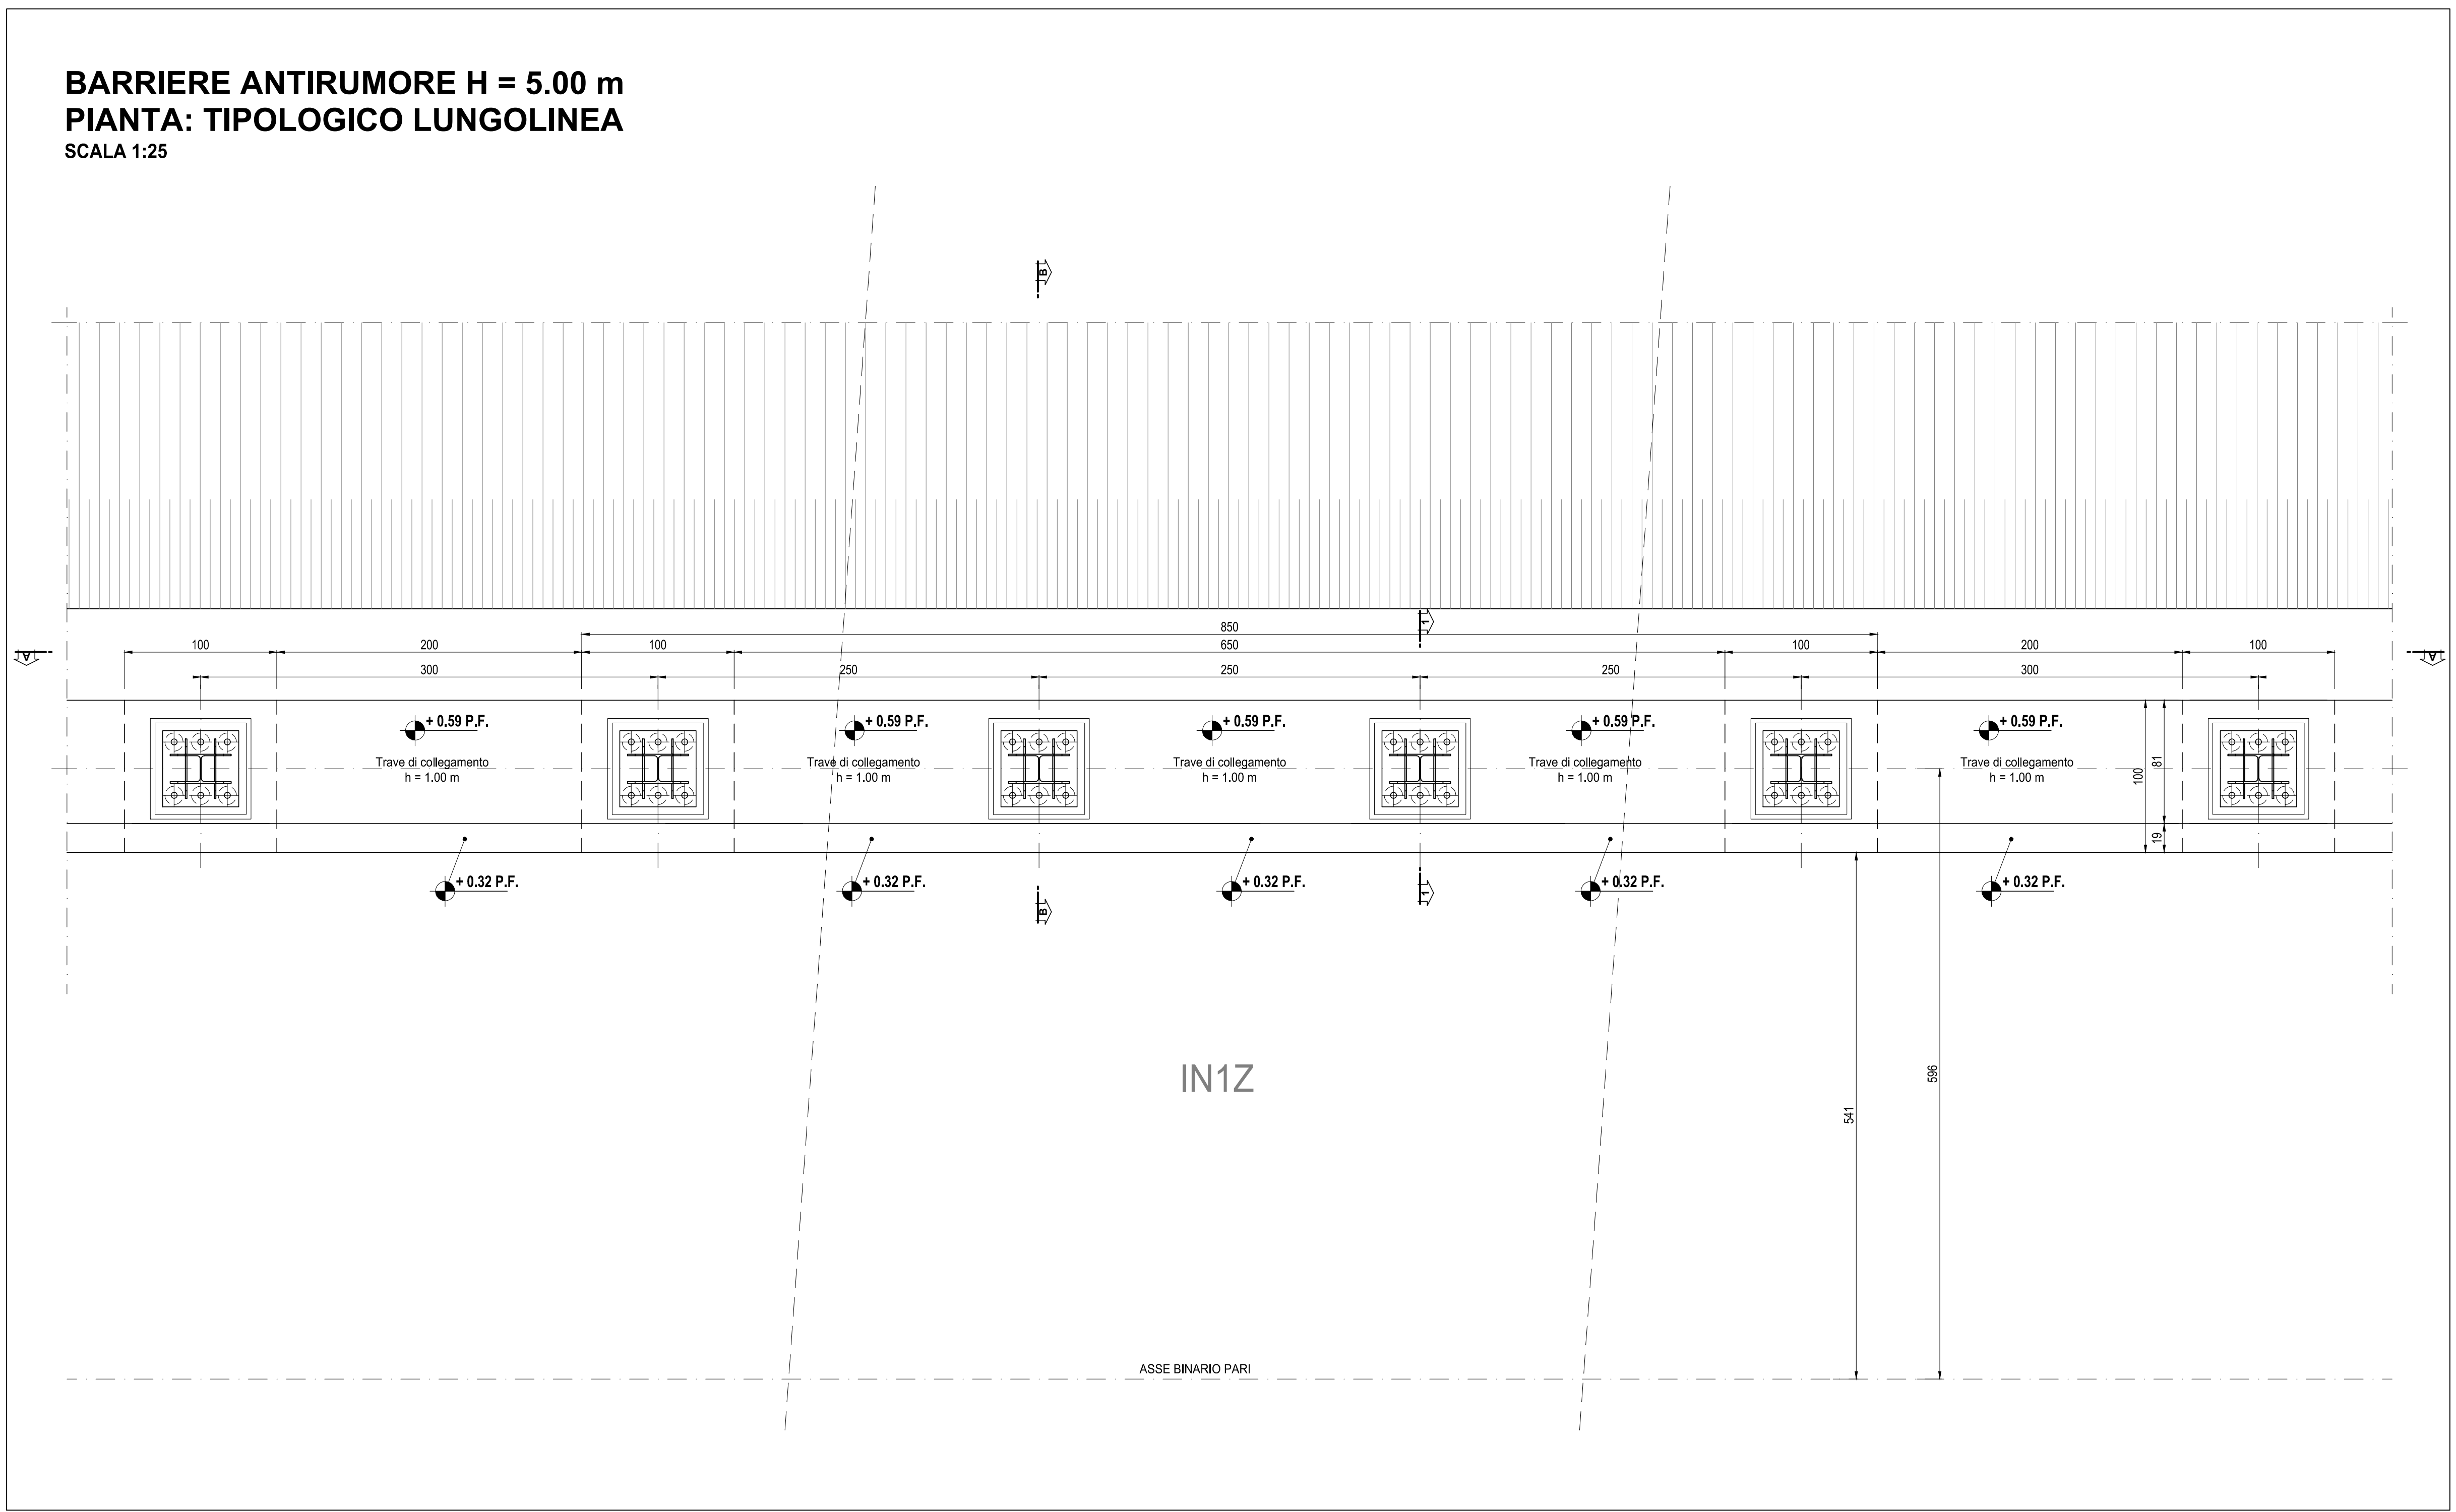 BARRIERE ANTIRUMORE H = 5.00 m
PIANTA: TIPOLOGICO LUNGOLINEA
SCALA 1:25
B
850
1
A
100
200
100
650
100
200
100
A
300
250
250
250
300
+ 0.59 P.F.
+ 0.59 P.F.
+ 0.59 P.F.
+ 0.59 P.F.
+ 0.59 P.F.
Trave di collegamento
h = 1.00 m
Trave di collegamento
h = 1.00 m
Trave di collegamento
h = 1.00 m
Trave di collegamento
h = 1.00 m
Trave di collegamento
h = 1.00 m
100
81
19
+ 0.32 P.F.
+ 0.32 P.F.
+ 0.32 P.F.
+ 0.32 P.F.
+ 0.32 P.F.
B
1
IN1Z
596
541
ASSE BINARIO PARI